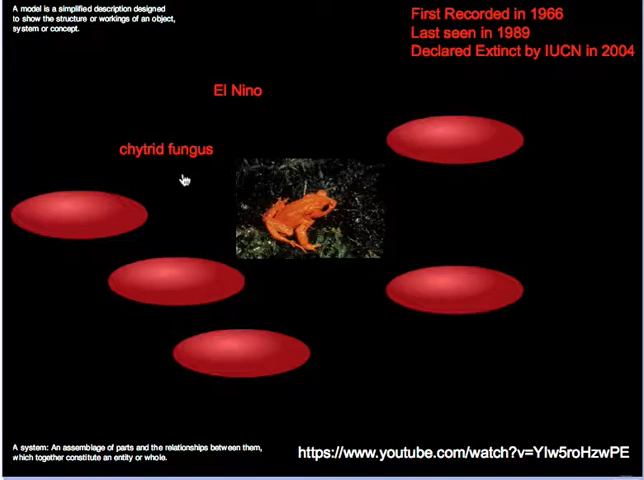 A model is a simplified description designed
to show the structure or workings of an object,
system or concept.
First Recorded in 1966
Last seen in 1989
Declared Extinct by IUCN in 2004
El Nino
chytrid fungus
A system: An assemblage of parts and the relationships between them,
which together constitute an entity or whole.
https://www.youtube.com/watch?v=YIw5roHzwPE